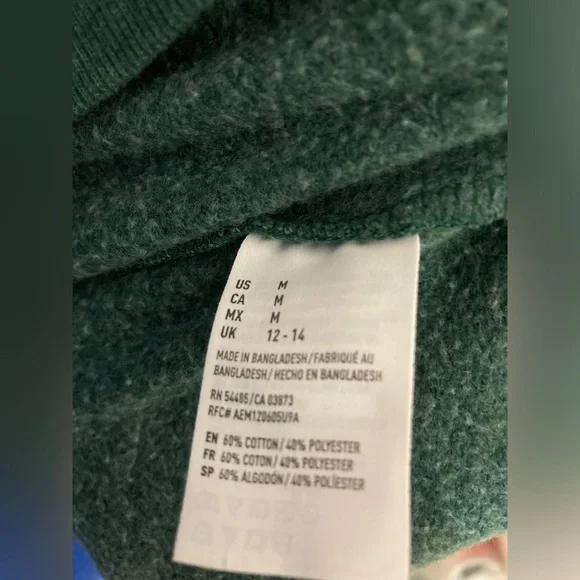 US M
CA M
MX M
UK 12 - 14
MADE IN BANGLADESH/FABRIQUÉ AU
BANGLADESH/ HECHO EN BANGLADESH
RN 54485/CA 03873
RFC# AEM120605U9A
EN 60% COTTON/ 40% POLYESTER
FR 60% COTON/ 40% POLYESTER
SP 60% ALGODÓN/ 40% POLÍESTER